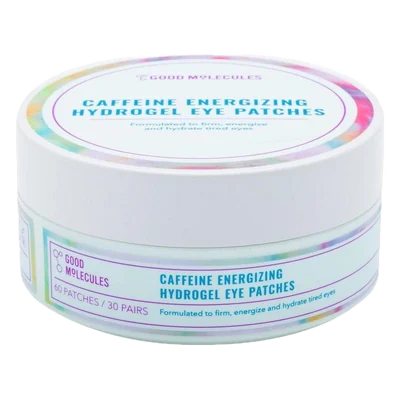 GOOD MOLECULES
CAFFEINE ENERGIZING
HYDROGEL EYE PATCHES
Formulated to firm, energize
and hydrate tired eyes
GOOD
MOLECULES
60 PATCHES / 30 PAIRS
CAFFEINE ENERGIZING
HYDROGEL EYE PATCHES
Formulated to firm, energize and hydrate tired eyes